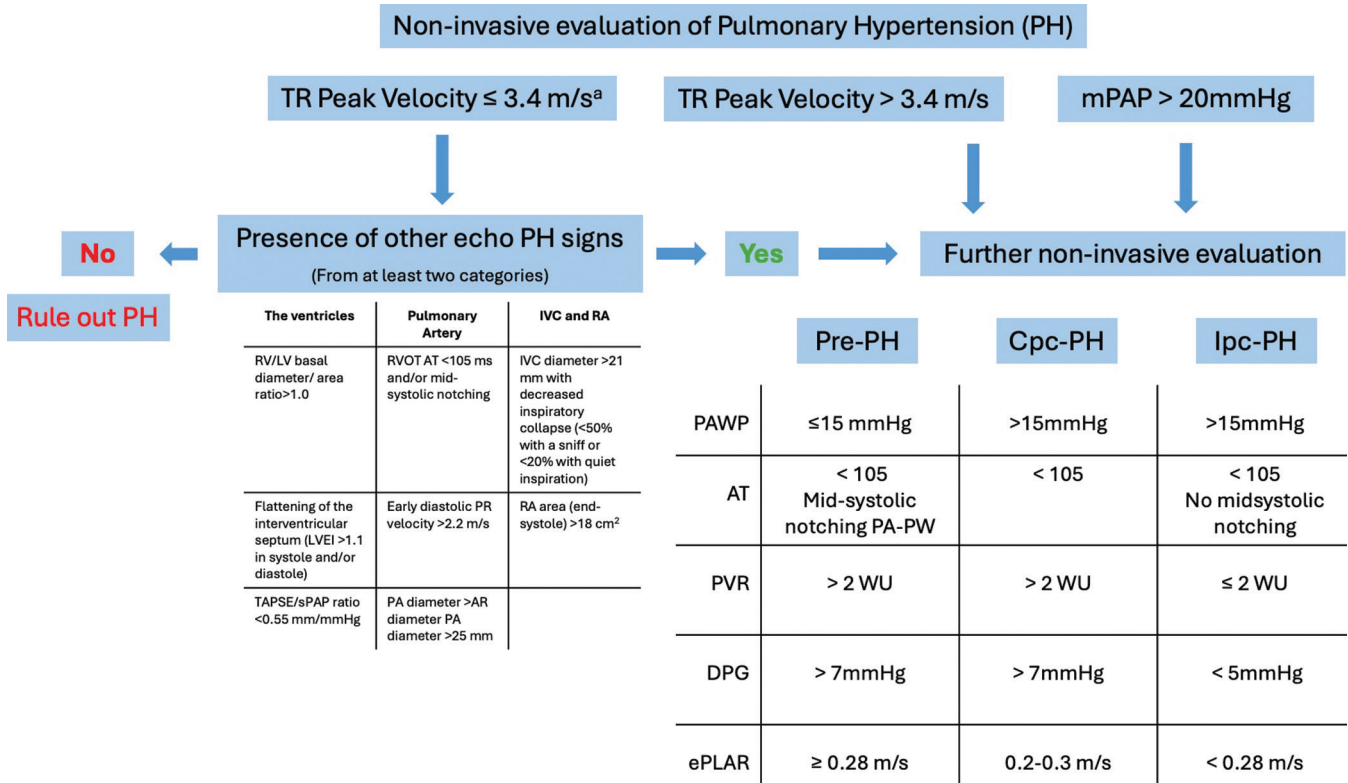 Non-invasive evaluation of Pulmonary Hypertension (PH)
TR Peak Velocity ≤ 3.4 m/sᵃ
TR Peak Velocity > 3.4 m/s
mPAP > 20mmHg
No
Rule out PH
Presence of other echo PH signs
(From at least two categories)
Yes
Further non-invasive evaluation
The ventricles
Pulmonary
Artery
IVC and RA
RV/LV basal
diameter/ area
ratio>1.0
RVOT AT <105 ms
and/or mid-
systolic notching
IVC diameter >21
mm with
decreased
inspiratory
collapse (<50%
with a sniff or
<20% with quiet
inspiration)
Flattening of the
interventricular
septum (LVEI >1.1
in systole and/or
diastole)
Early diastolic PR
velocity >2.2 m/s
RA area (end-
systole) >18 cm²
TAPSE/sPAP ratio
<0.55 mm/mmHg
PA diameter >AR
diameter PA
diameter >25 mm
Pre-PH
Cpc-PH
Ipc-PH
PAWP
≤15 mmHg
>15mmHg
>15mmHg
AT
< 105
Mid-systolic
notching PA-PW
< 105
< 105
No midsystolic
notching
PVR
> 2 WU
> 2 WU
≤ 2 WU
DPG
> 7mmHg
> 7mmHg
< 5mmHg
ePLAR
≥ 0.28 m/s
0.2-0.3 m/s
< 0.28 m/s